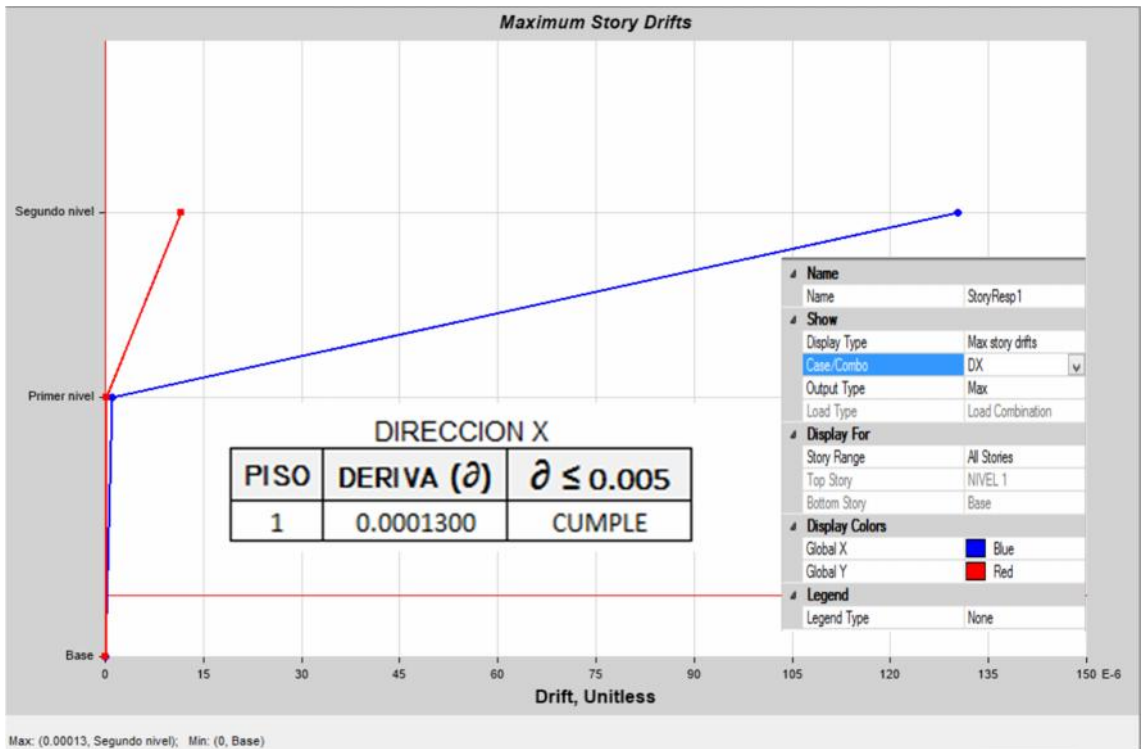 Maximum Story Drifts
Segundo nivel
Primer nivel
Base
0 15 30 45 60 75 90 105 120 135 150 E-6
Drift, Unitless
DIRECCION X
PISO DERIVA (∂) ∂ ≤ 0.005
1 0.0001300 CUMPLE
Name
Name StoryResp1
Show
Display Type Max story drifts
Case/Combo DX
Output Type Max
Load Type Load Combination
Display For
Story Range All Stories
Top Story NIVEL 1
Bottom Story Base
Display Colors
Global X Blue
Global Y Red
Legend
Legend Type None
Max: (0.00013, Segundo nivel); Min: (0, Base)